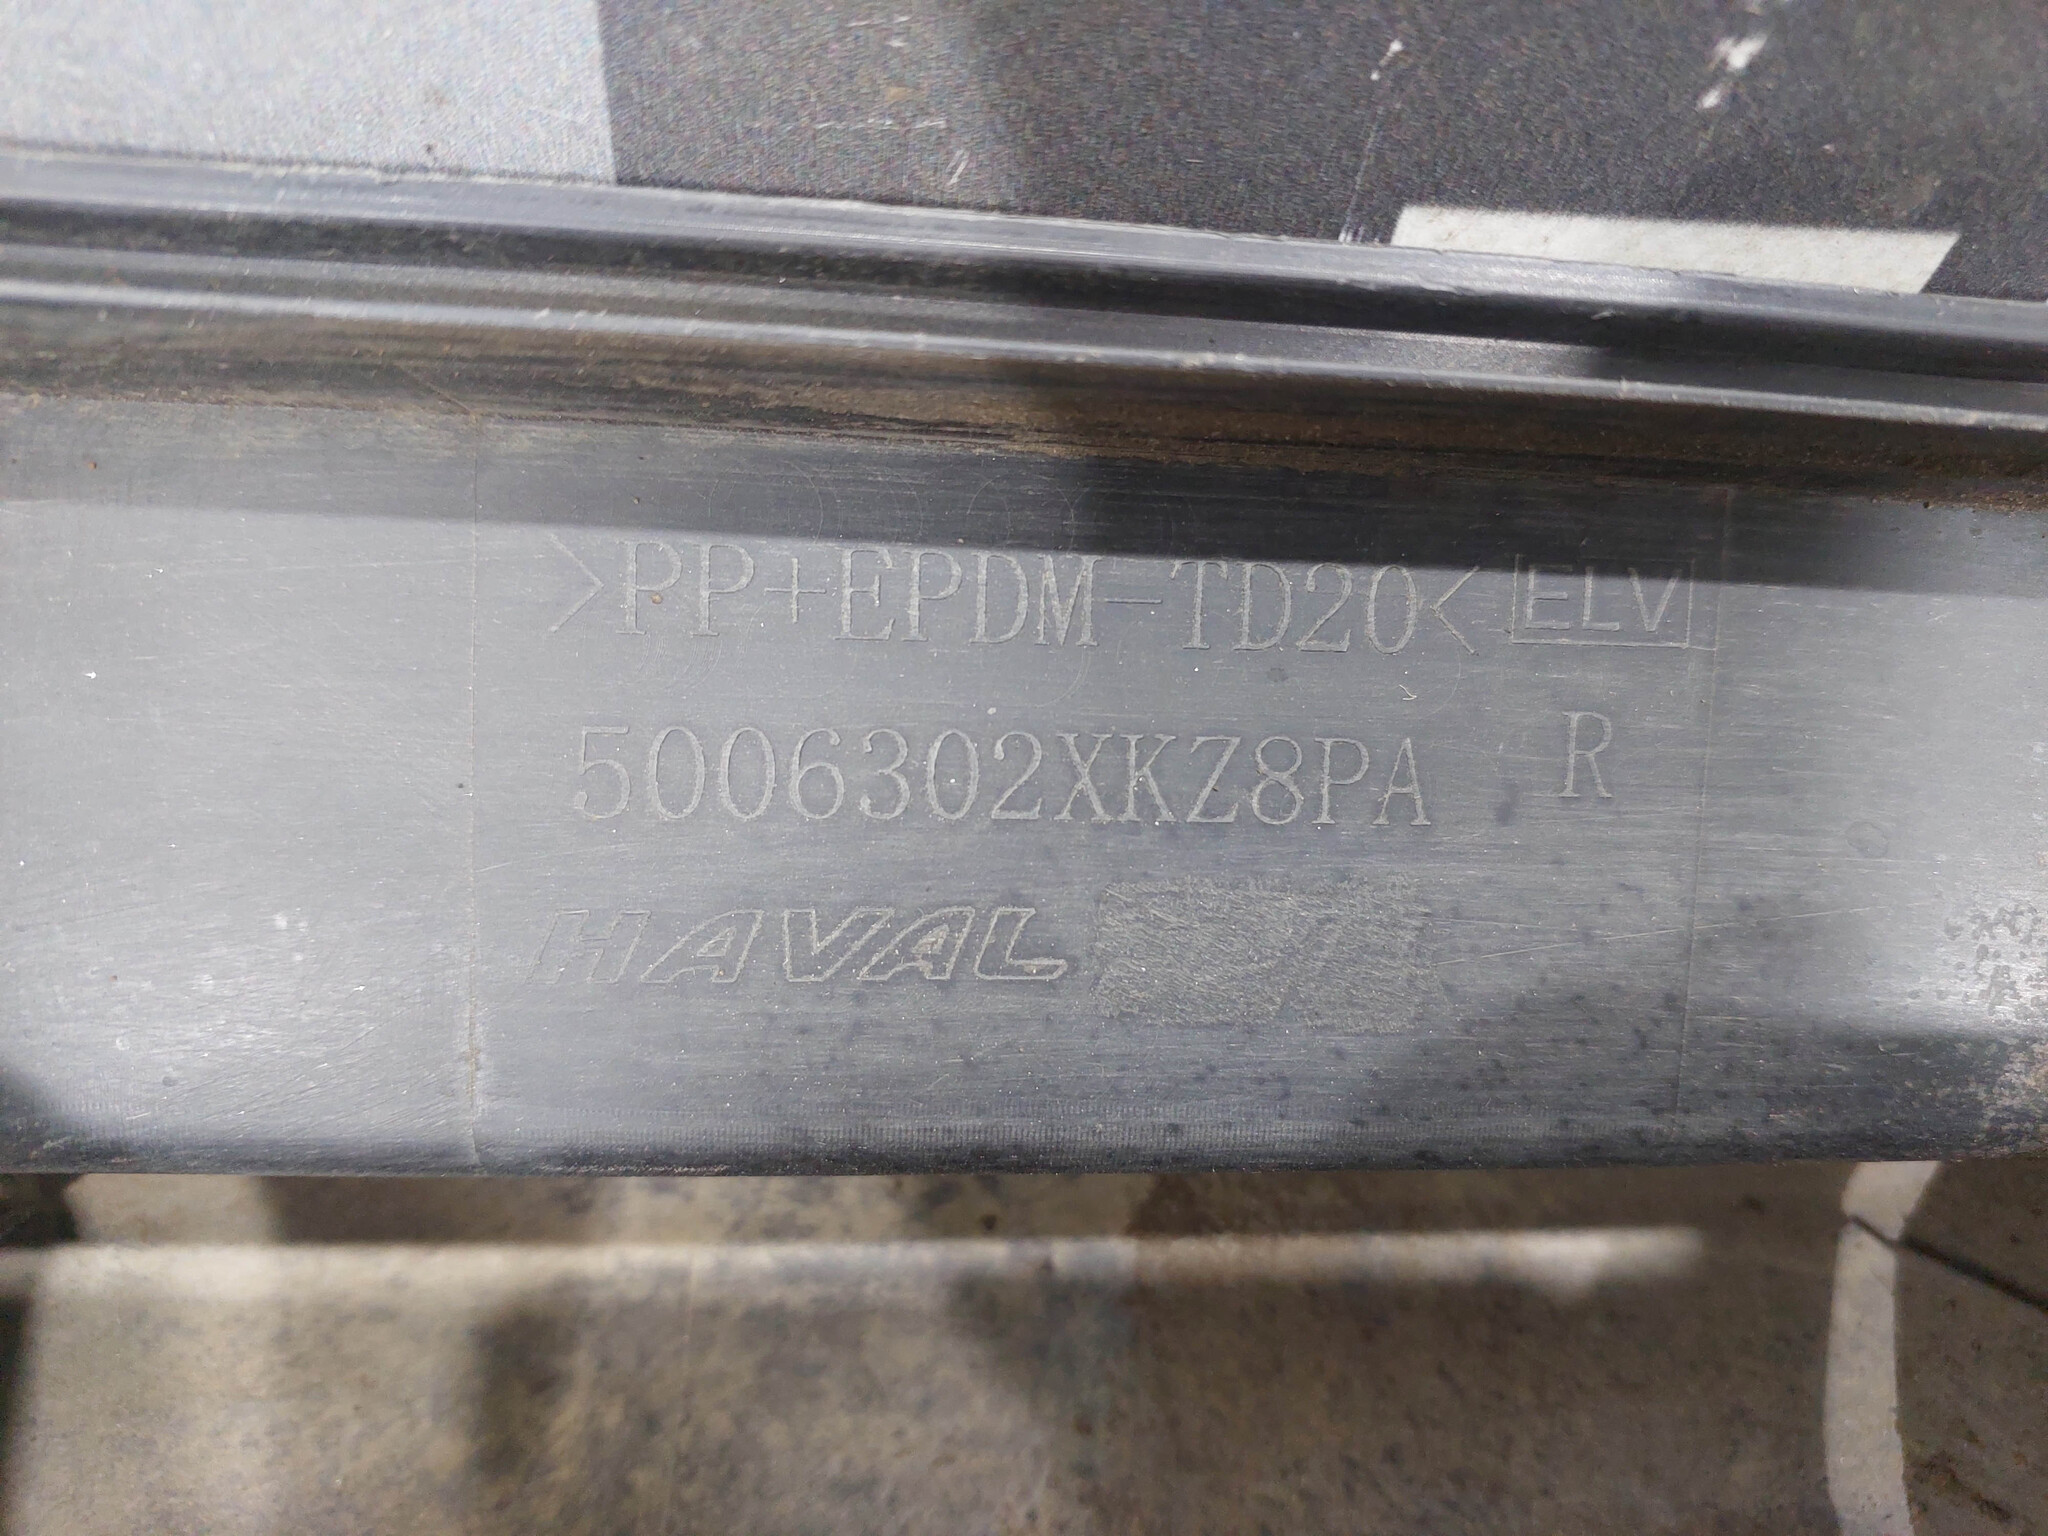 >PP+EPDM-TD20< ELV
5006302XKZ8PA R
HAVAL